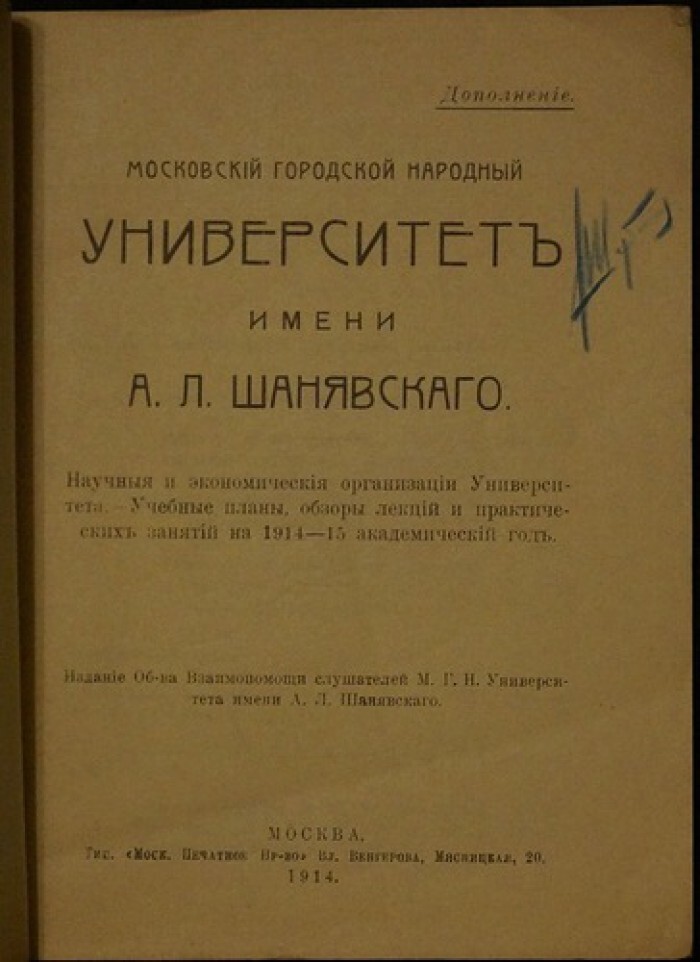 Дополненіе.
МОСКОВСКІЙ ГОРОДСКОЙ НАРОДНЫЙ
УНИВЕРСИТЕТЪ
ИМЕНИ
А. Л. ШАНЯВСКАГО.
Научныя и экономическія организаціи Универси-
тета. — Учебные планы, обзоры лекцій и практиче-
скихъ занятій на 1914—15 академическій годъ.
Изданіе Об-ва Взаимопомощи слушателей М. Г. Н. Универси-
тета имени А. Л. Шанявскаго.
МОСКВА.
Тип. «Моск. Печатное Пр-во» Вл. Венгерова, Мясницкая, 20.
1914.